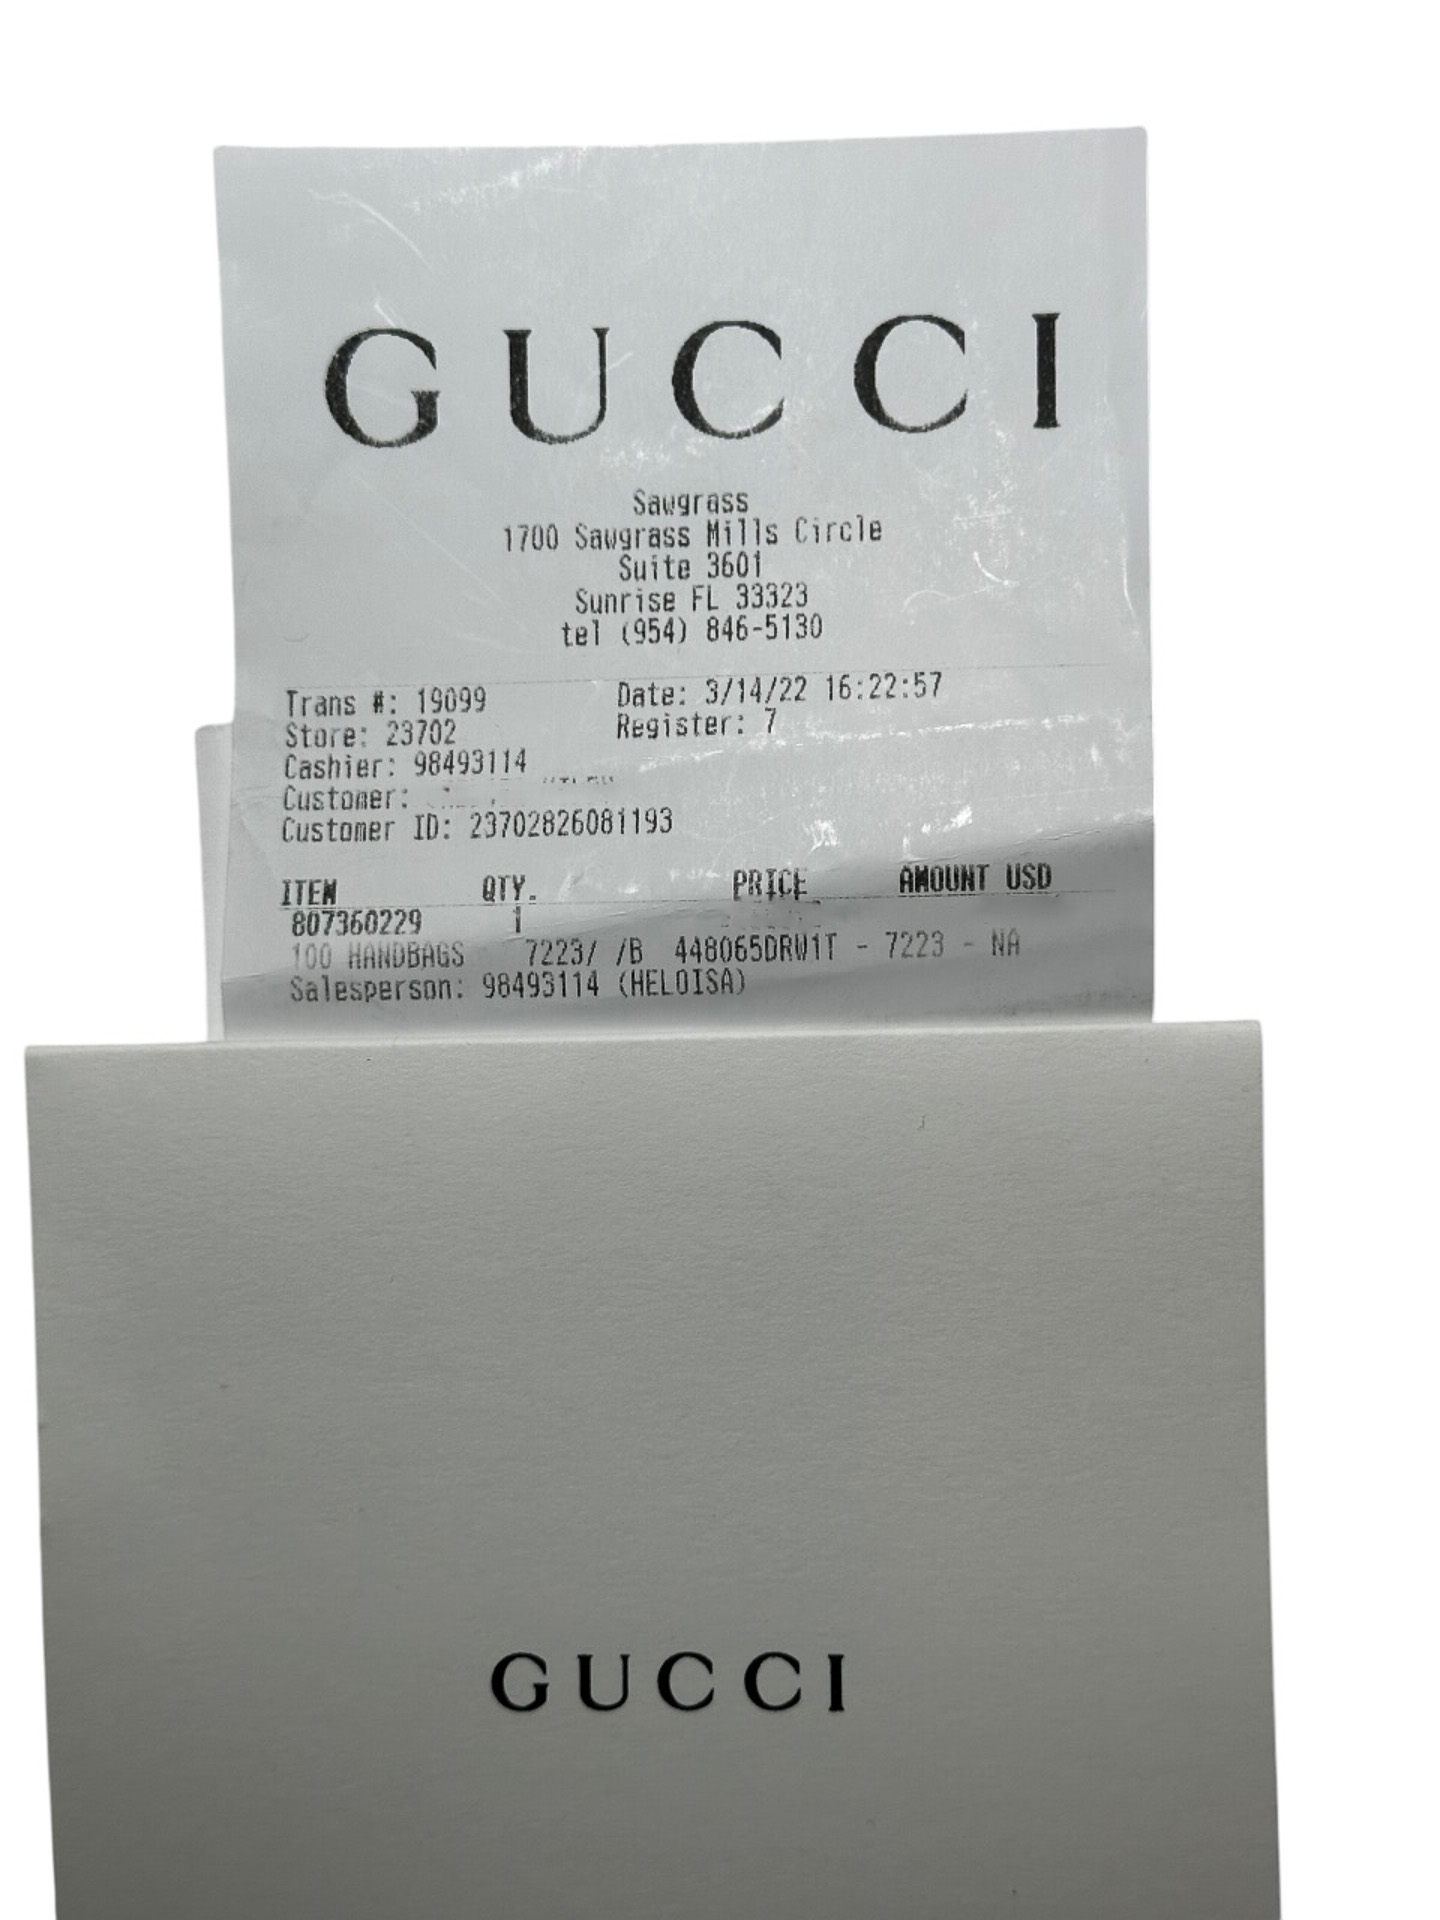 GUCCI
Sawgrass
1700 Sawgrass Mills Circle
Suite 3601
Sunrise FL 33323
tel (954) 846-5130
Trans #: 19099 Date: 3/14/22 16:22:57
Store: 23702 Register: 7
Cashier: 98493114
Customer:
Customer ID: 23702826081193
ITEM QTY. PRICE AMOUNT USD
807360229 1
100 HANDBAGS 7223/ /B 448065DRW1T - 7223 - NA
Salesperson: 98493114 (HELOISA)
GUCCI